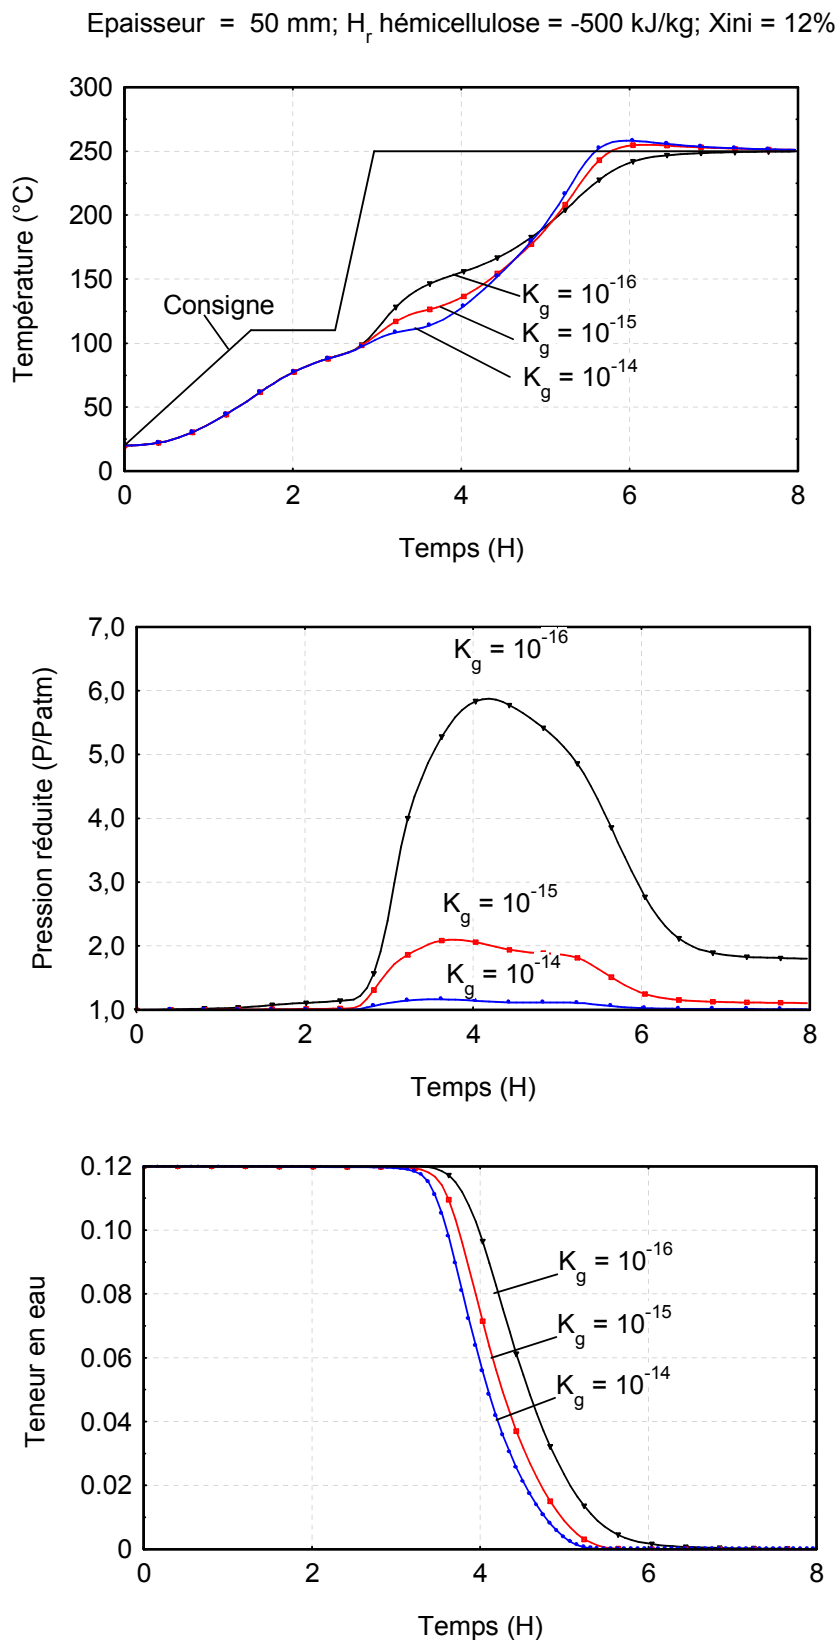 Epaisseur = 50 mm; Hr hémicellulose = -500 kJ/kg; Xini = 12%
300
250
200
150
100
50
0
Température (°C)
Consigne
Kg = 10-16
Kg = 10-15
Kg = 10-14
0 2 4 6 8
Temps (H)
7,0
6,0
5,0
4,0
3,0
2,0
1,0
Pression réduite (P/Patm)
Kg = 10-16
Kg = 10-15
Kg = 10-14
0 2 4 6 8
Temps (H)
0.12
0.10
0.08
0.06
0.04
0.02
0
Teneur en eau
Kg = 10-16
Kg = 10-15
Kg = 10-14
0 2 4 6 8
Temps (H)